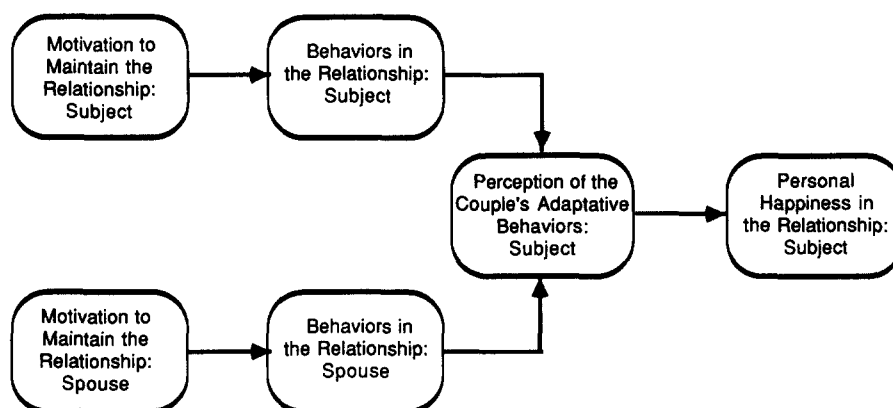 Motivation to
Maintain the
Relationship:
Subject
Behaviors in
the Relationship:
Subject
Perception of the
Couple's Adaptative
Behaviors:
Subject
Personal
Happiness in
the Relationship:
Subject
Motivation to
Maintain the
Relationship:
Spouse
Behaviors in
the Relationship:
Spouse